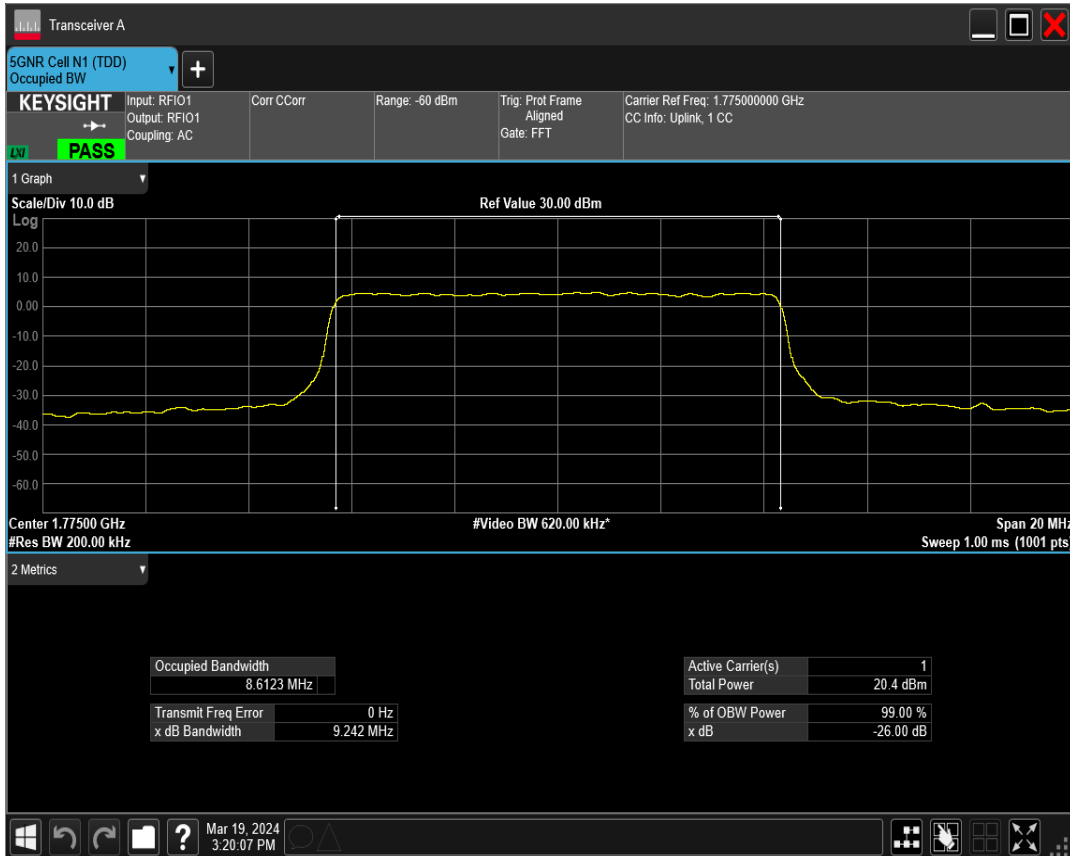 Transceiver A
5GNR Cell N1 (TDD)
Occupied BW
+
KEYSIGHT
LXI
PASS
Input: RFIO1
Output: RFIO1
Coupling: AC
Corr CCorr
Range: -60 dBm
Trig: Prot Frame
Aligned
Gate: FFT
Carrier Ref Freq: 1.775000000 GHz
CC Info: Uplink, 1 CC
1 Graph
Scale/Div 10.0 dB
Ref Value 30.00 dBm
Log
20.0
10.0
0.00
-10.0
-20.0
-30.0
-40.0
-50.0
-60.0
Center 1.77500 GHz
#Video BW 620.00 kHz*
Span 20 MHz
#Res BW 200.00 kHz
Sweep 1.00 ms (1001 pts)
2 Metrics
Occupied Bandwidth
8.6123 MHz
Transmit Freq Error 0 Hz
x dB Bandwidth 9.242 MHz
Active Carrier(s) 1
Total Power 20.4 dBm
% of OBW Power 99.00 %
x dB -26.00 dB
?
Mar 19, 2024
3:20:07 PM